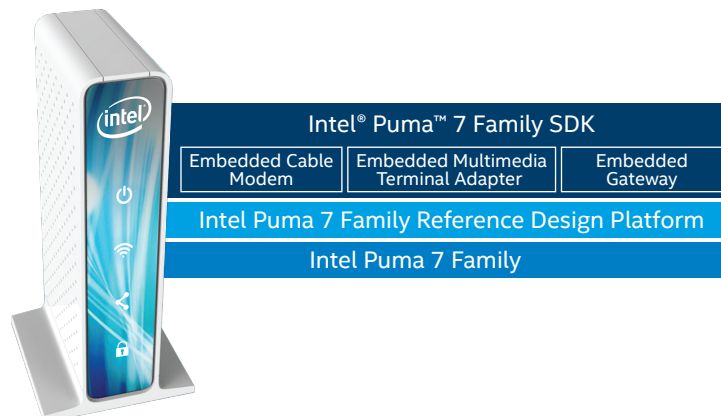 intel
Intel® Puma™ 7 Family SDK
Embedded Cable
Modem
Embedded Multimedia
Terminal Adapter
Embedded
Gateway
Intel Puma 7 Family Reference Design Platform
Intel Puma 7 Family